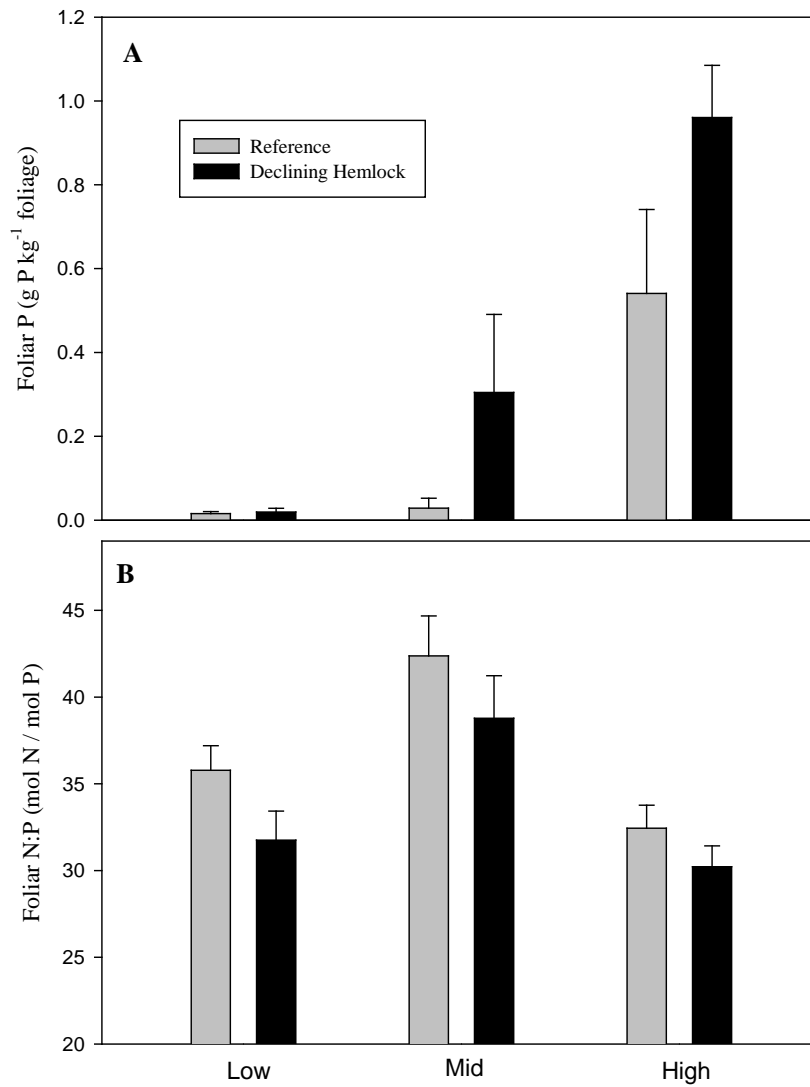 A
Reference
Declining Hemlock
Foliar P (g P kg⁻¹ foliage)
1.2
1.0
0.8
0.6
0.4
0.2
0.0
B
Foliar N:P (mol N / mol P)
45
40
35
30
25
20
Low Mid High